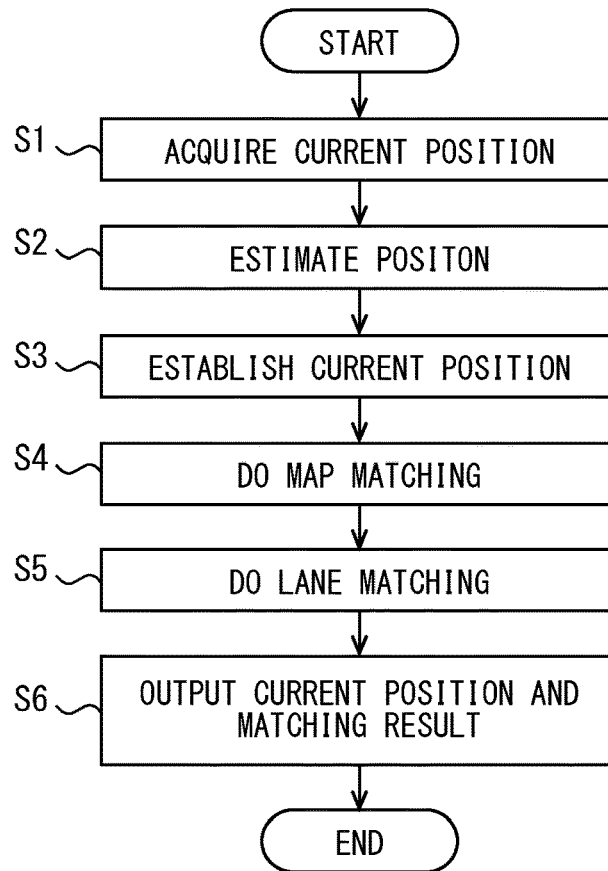 START
S1 ACQUIRE CURRENT POSITION
S2 ESTIMATE POSITON
S3 ESTABLISH CURRENT POSITION
S4 DO MAP MATCHING
S5 DO LANE MATCHING
S6 OUTPUT CURRENT POSITION AND
MATCHING RESULT
END